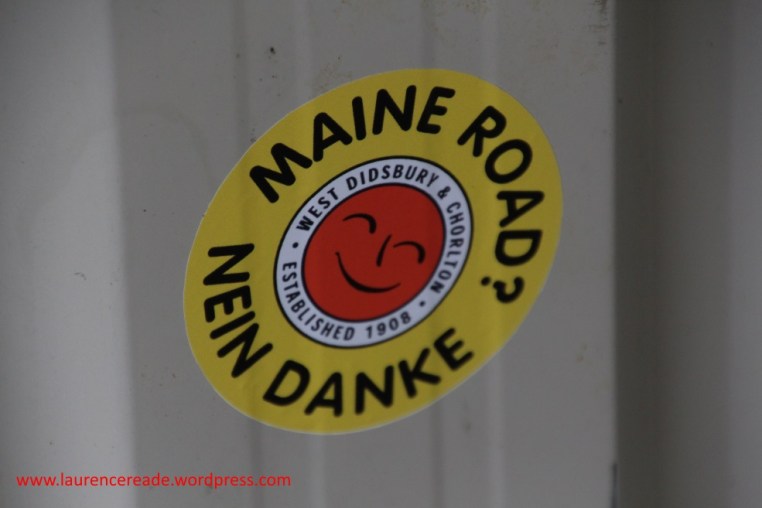 MAINE ROAD?
NEIN DANKE
• WEST DIDSBURY & CHORLTON •
ESTABLISHED 1908
www.laurencereade.wordpress.com